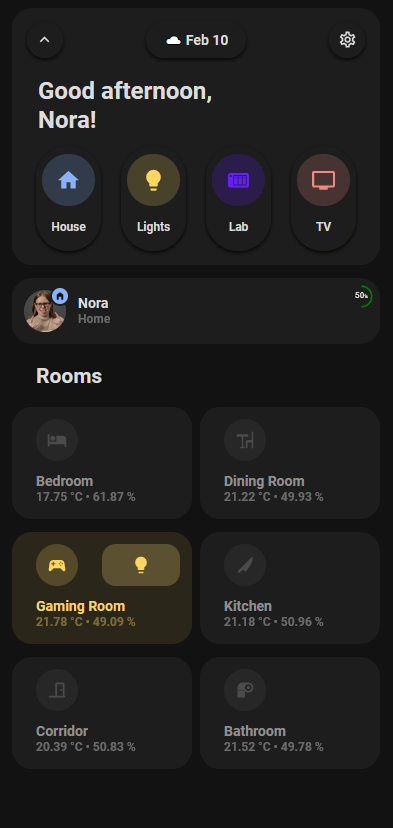 Feb 10
Good afternoon,
Nora!
House
Lights
Lab
TV
Nora
Home
50%
Rooms
Bedroom
17.75 °C • 61.87 %
Dining Room
21.22 °C • 49.93 %
Gaming Room
21.78 °C • 49.09 %
Kitchen
21.18 °C • 50.96 %
Corridor
20.39 °C • 50.83 %
Bathroom
21.52 °C • 49.78 %